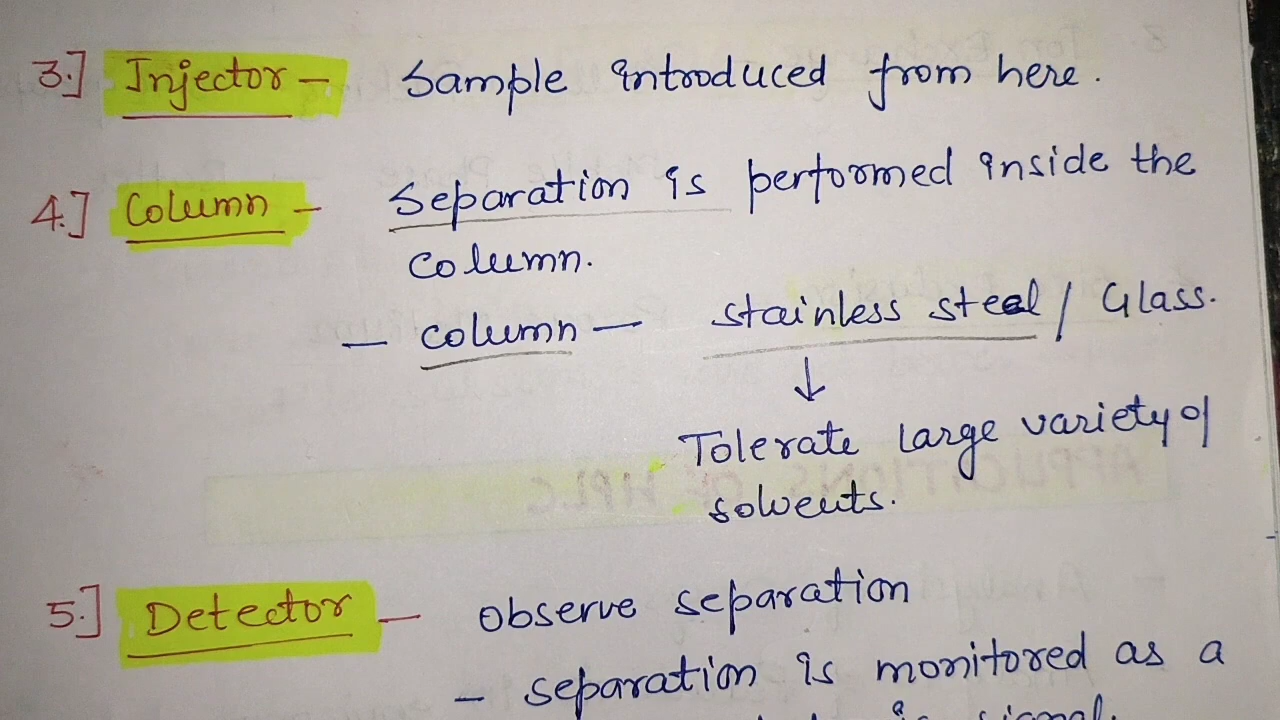 3.] Injector - Sample introduced from here.
4.] Column - Separation is performed inside the
column.
- column - stainless steel / Glass.
↓
Tolerate large variety of
solvents.
5.] Detector - observe separation
- separation is monitored as a
signal.